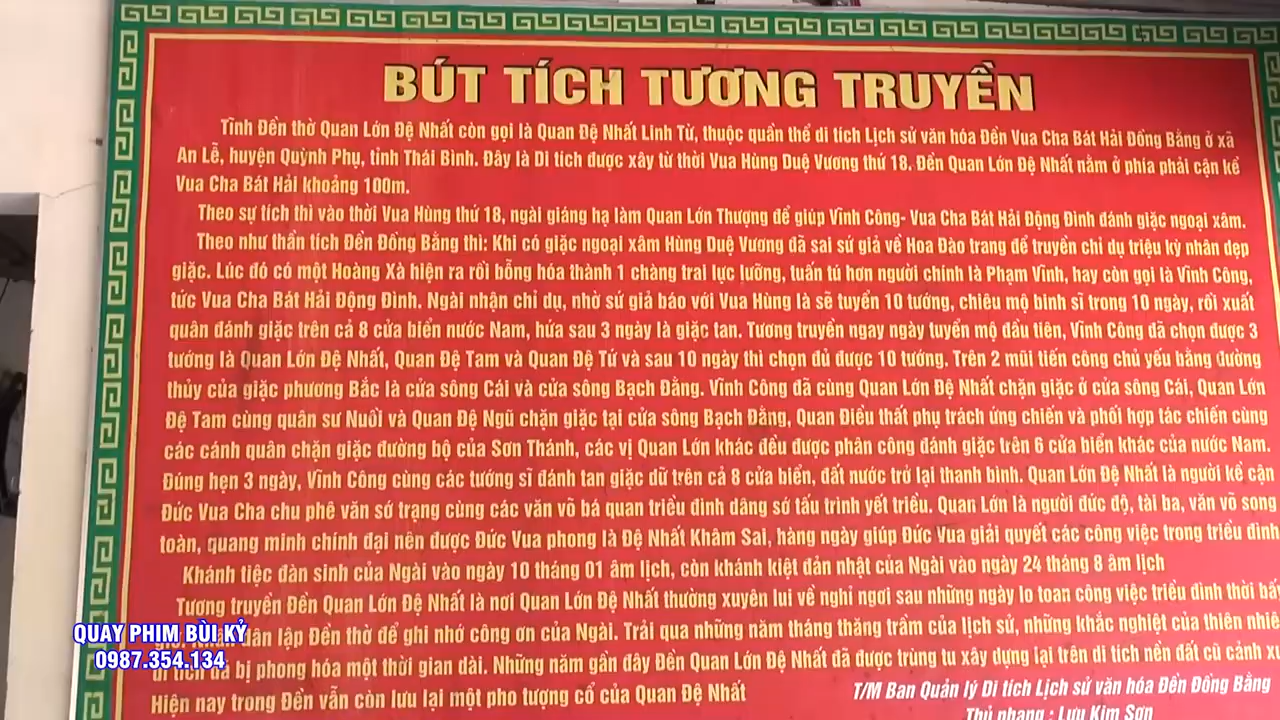 BÚT TÍCH TƯƠNG TRUYỀN
Tĩnh Đền thờ Quan Lớn Đệ Nhất còn gọi là Quan Đệ Nhất Linh Từ, thuộc quần thể di tích Lịch sử văn hóa Đền Vua Cha Bát Hải Đồng Bằng ở xã
An Lễ, huyện Quỳnh Phụ, tỉnh Thái Bình. Đây là Di tích được xây từ thời Vua Hùng Duệ Vương thứ 18. Đền Quan Lớn Đệ Nhất nằm ở phía phải cận kề
Vua Cha Bát Hải khoảng 100m.
Theo sự tích thì vào thời Vua Hùng thứ 18, ngài giáng hạ làm Quan Lớn Thượng để giúp Vĩnh Công- Vua Cha Bát Hải Động Đình đánh giặc ngoại xâm.
Theo như thần tích Đền Đồng Bằng thì: Khi có giặc ngoại xâm Hùng Duệ Vương đã sai sứ giả về Hoa Đào trang để truyền chỉ dụ triệu kỳ nhân dẹp
giặc. Lúc đó có một Hoàng Xà hiện ra rồi bỗng hóa thành 1 chàng trai lực lưỡng, tuấn tú hơn người chính là Phạm Vĩnh, hay còn gọi là Vĩnh Công,
tức Vua Cha Bát Hải Động Đình. Ngài nhận chỉ dụ, nhờ sứ giả báo với Vua Hùng là sẽ tuyển 10 tướng, chiêu mộ binh sĩ trong 10 ngày, rồi xuất
quân đánh giặc trên cả 8 cửa biển nước Nam, hứa sau 3 ngày là giặc tan. Tương truyền ngay ngày tuyển mộ đầu tiên, Vĩnh Công đã chọn được 3
tướng là Quan Lớn Đệ Nhất, Quan Đệ Tam và Quan Đệ Tứ và sau 10 ngày thì chọn đủ được 10 tướng. Trên 2 mũi tiến công chủ yếu bằng đường
thủy của giặc phương Bắc là cửa sông Cái và cửa sông Bạch Đằng. Vĩnh Công đã cùng Quan Lớn Đệ Nhất chặn giặc ở cửa sông Cái, Quan Lớn
Đệ Tam cùng quân sư Nuồi và Quan Đệ Ngũ chặn giặc tại cửa sông Bạch Đằng, Quan Điều thất phụ trách ứng chiến và phối hợp tác chiến cùng
các cánh quân chặn giặc đường bộ của Sơn Thánh, các vị Quan Lớn khác đều được phân công đánh giặc trên 6 cửa biển khác của nước Nam.
Đúng hẹn 3 ngày, Vĩnh Công cùng các tướng sĩ đánh tan giặc dữ trên cả 8 cửa biển, đất nước trở lại thanh bình. Quan Lớn Đệ Nhất là người kề cận
Đức Vua Cha chu phê văn sớ trạng cùng các văn võ bá quan triều đình dâng sớ tấu trình yết triều. Quan Lớn là người đức độ, tài ba, văn võ song
toàn, quang minh chính đại nên được Đức Vua phong là Đệ Nhất Khâm Sai, hàng ngày giúp Đức Vua giải quyết các công việc trong triều đình
Khánh tiệc đàn sinh của Ngài vào ngày 10 tháng 01 âm lịch, còn khánh kiệt đản nhật của Ngài vào ngày 24 tháng 8 âm lịch
Tương truyền Đền Quan Lớn Đệ Nhất là nơi Quan Lớn Đệ Nhất thường xuyên lui về nghỉ ngơi sau những ngày lo toan công việc triều đình thời bấy
lập Đền thờ để ghi nhớ công ơn của Ngài. Trải qua những năm tháng thăng trầm của lịch sử, những khắc nghiệt của thiên nhiên
di tích đã bị phong hóa một thời gian dài. Những năm gần đây Đền Quan Lớn Đệ Nhất đã được trùng tu xây dựng lại trên di tích nền đất cũ cảnh
Hiện nay trong Đền vẫn còn lưu lại một pho tượng cổ của Quan Đệ Nhất
T/M Ban Quản lý Di tích Lịch sử văn hóa Đền Đồng Bằng
Thủ nhang : Lưu Kim Sơn
QUAY PHIM BÙI KỶ
0987.354.134